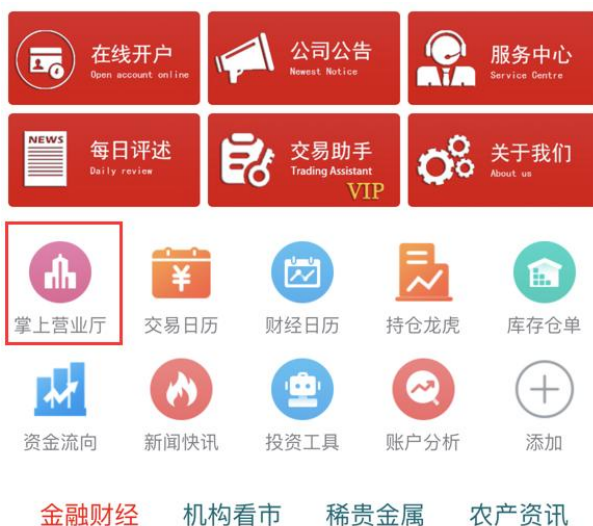 在线开户
Open account online
公司公告
Newest Notice
服务中心
Service Centre
NEWS
每日评述
Daily review
交易助手
Trading Assistant
VIP
关于我们
About us
掌上营业厅
交易日历
财经日历
持仓龙虎
库存仓单
资金流向
新闻快讯
投资工具
账户分析
添加
金融财经
机构看市
稀贵金属
农产资讯